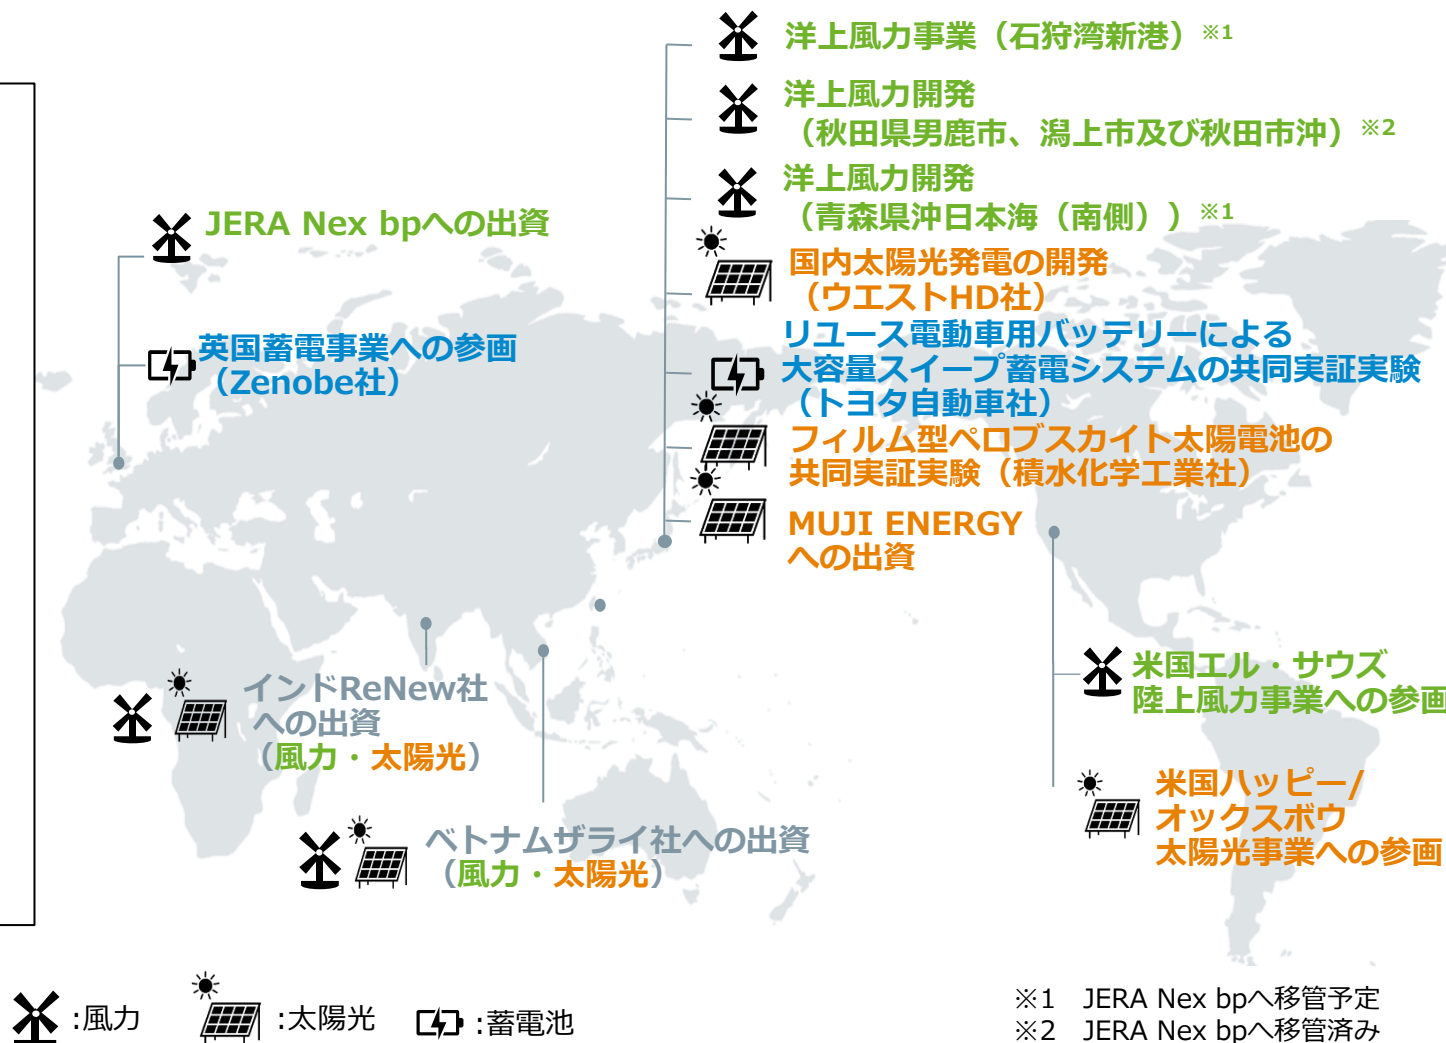 洋上風力事業（石狩湾新港）※1
洋上風力開発
（秋田県男鹿市、潟上市及び秋田市沖）※2
洋上風力開発
（青森県沖日本海（南側））※1
国内太陽光発電の開発
（ウエストHD社）
リユース電動車用バッテリーによる
大容量スイープ蓄電システムの共同実証実験
（トヨタ自動車社）
フィルム型ペロブスカイト太陽電池の
共同実証実験（積水化学工業社）
MUJI ENERGY
への出資
JERA Nex bpへの出資
英国蓄電事業への参画
（Zenobe社）
インドReNew社
への出資
（風力・太陽光）
ベトナムザライ社への出資
（風力・太陽光）
米国エル・サウズ
陸上風力事業への参画
米国ハッピー/
オックスボウ
太陽光事業への参画
:風力
:太陽光
:蓄電池
※1 JERA Nex bpへ移管予定
※2 JERA Nex bpへ移管済み